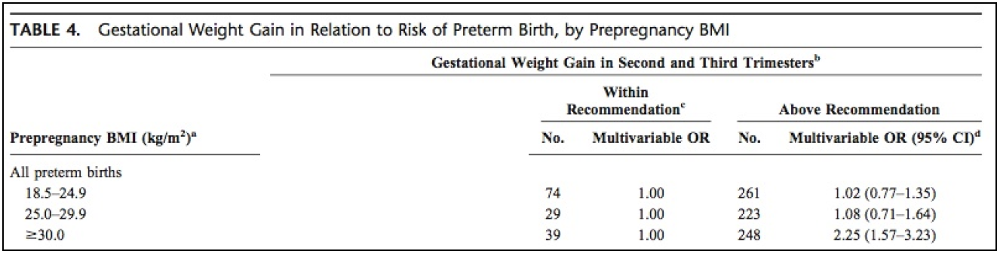 TABLE 4. Gestational Weight Gain in Relation to Risk of Preterm Birth, by Prepregnancy BMI
Gestational Weight Gain in Second and Third Trimestersᵇ
Within
Recommendationᶜ Above Recommendation
Prepregnancy BMI (kg/m²)ᵃ No. Multivariable OR No. Multivariable OR (95% CI)ᵈ
All preterm births
18.5–24.9 74 1.00 261 1.02 (0.77–1.35)
25.0–29.9 29 1.00 223 1.08 (0.71–1.64)
≥30.0 39 1.00 248 2.25 (1.57–3.23)